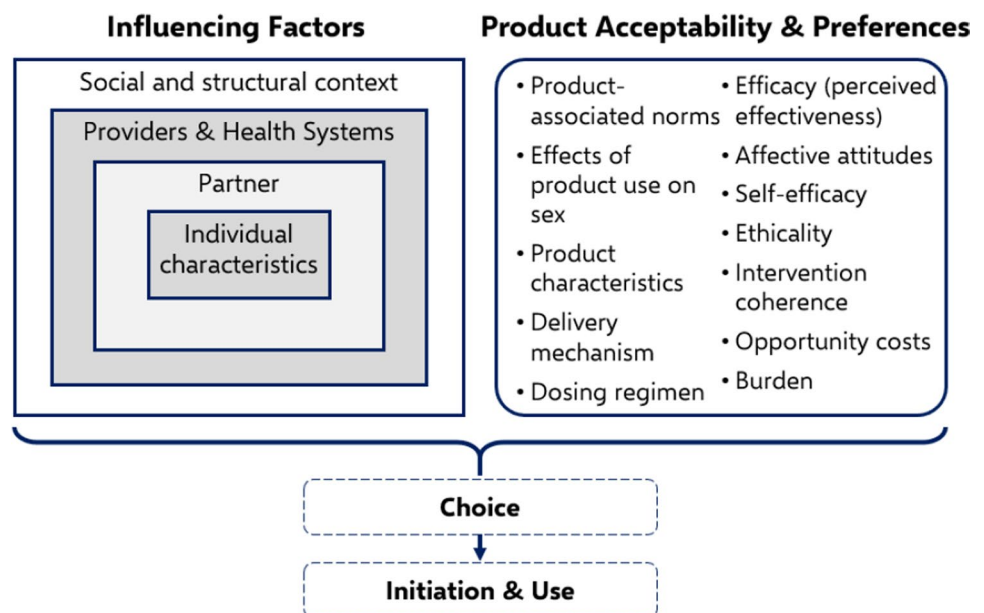 Influencing Factors
Social and structural context
Providers & Health Systems
Partner
Individual
characteristics
Product Acceptability & Preferences
• Product-
associated norms
• Effects of
product use on
sex
• Product
characteristics
• Delivery
mechanism
• Dosing regimen
• Efficacy (perceived
effectiveness)
• Affective attitudes
• Self-efficacy
• Ethicality
• Intervention
coherence
• Opportunity costs
• Burden
Choice
Initiation & Use